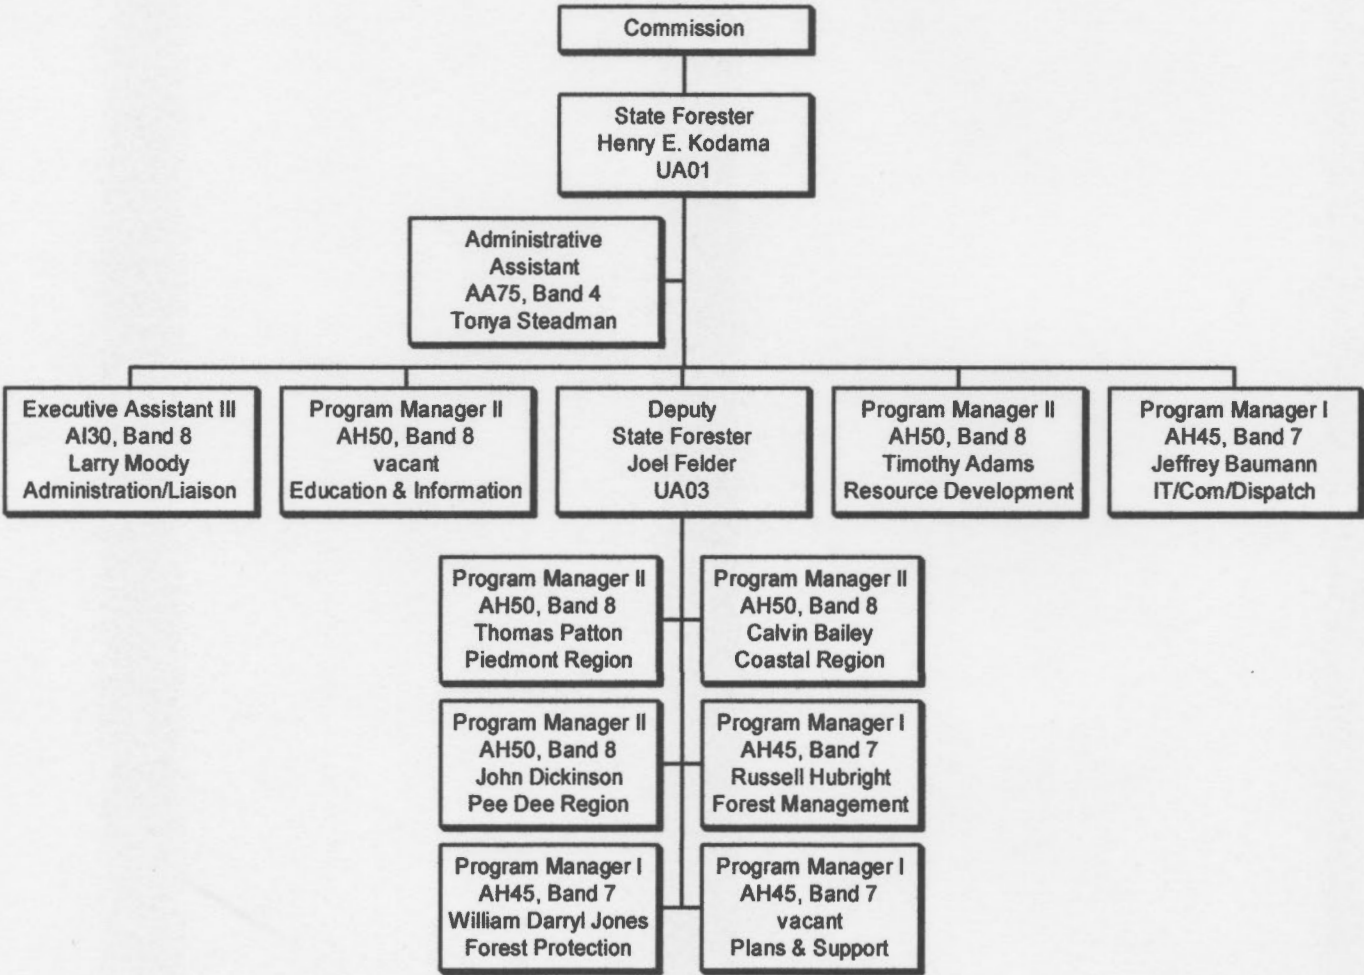 Commission
State Forester
Henry E. Kodama
UA01
Administrative
Assistant
AA75, Band 4
Tonya Steadman
Executive Assistant III
AI30, Band 8
Larry Moody
Administration/Liaison
Program Manager II
AH50, Band 8
vacant
Education & Information
Deputy
State Forester
Joel Felder
UA03
Program Manager II
AH50, Band 8
Timothy Adams
Resource Development
Program Manager I
AH45, Band 7
Jeffrey Baumann
IT/Com/Dispatch
Program Manager II
AH50, Band 8
Thomas Patton
Piedmont Region
Program Manager II
AH50, Band 8
Calvin Bailey
Coastal Region
Program Manager II
AH50, Band 8
John Dickinson
Pee Dee Region
Program Manager I
AH45, Band 7
Russell Hubright
Forest Management
Program Manager I
AH45, Band 7
William Darryl Jones
Forest Protection
Program Manager I
AH45, Band 7
vacant
Plans & Support